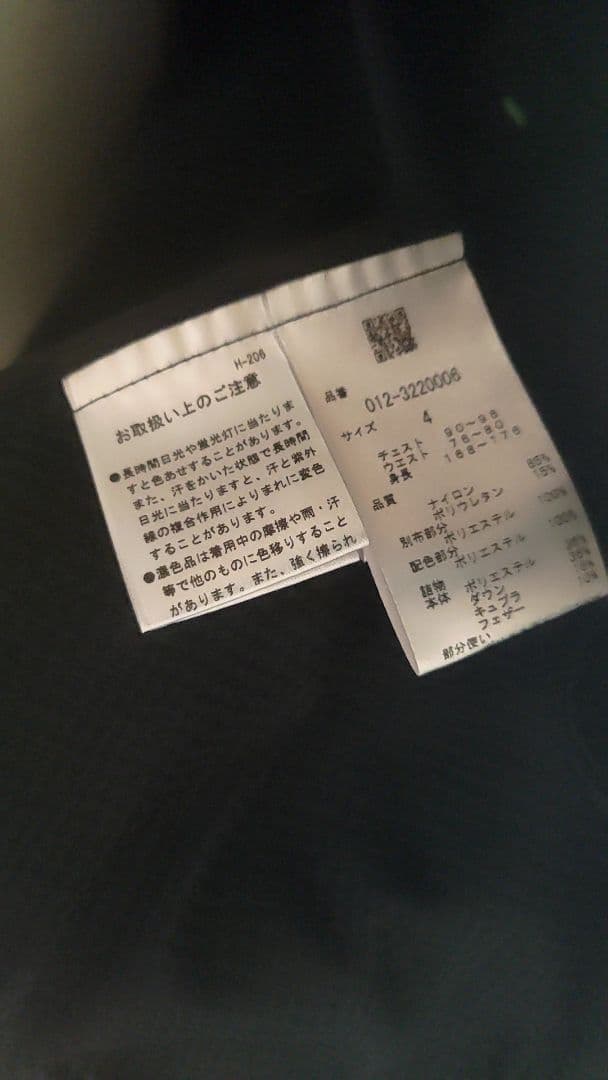 H-206
お取扱い上のご注意
●長時間日光や蛍光灯に当たりま
すと色あせすることがあります。
また、汗をかいた状態で長時間
日光に当たりますと、汗と紫外
線の複合作用によりまれに変色
することがあります。
●濃色品は着用中の摩擦や雨・汗
等で他のものに色移りすること
があります。また、強く擦られ
品番
012-3220006
サイズ 4
チェスト 90〜98
ウエスト 78〜80
身長 168〜176
品質
ナイロン 85%
ポリウレタン 15%
別布部分
ポリエステル 100%
配色部分
ポリエステル 100%
詰物
本体 ポリエステル
ダウン
キュプラ
フェザー
部分使い